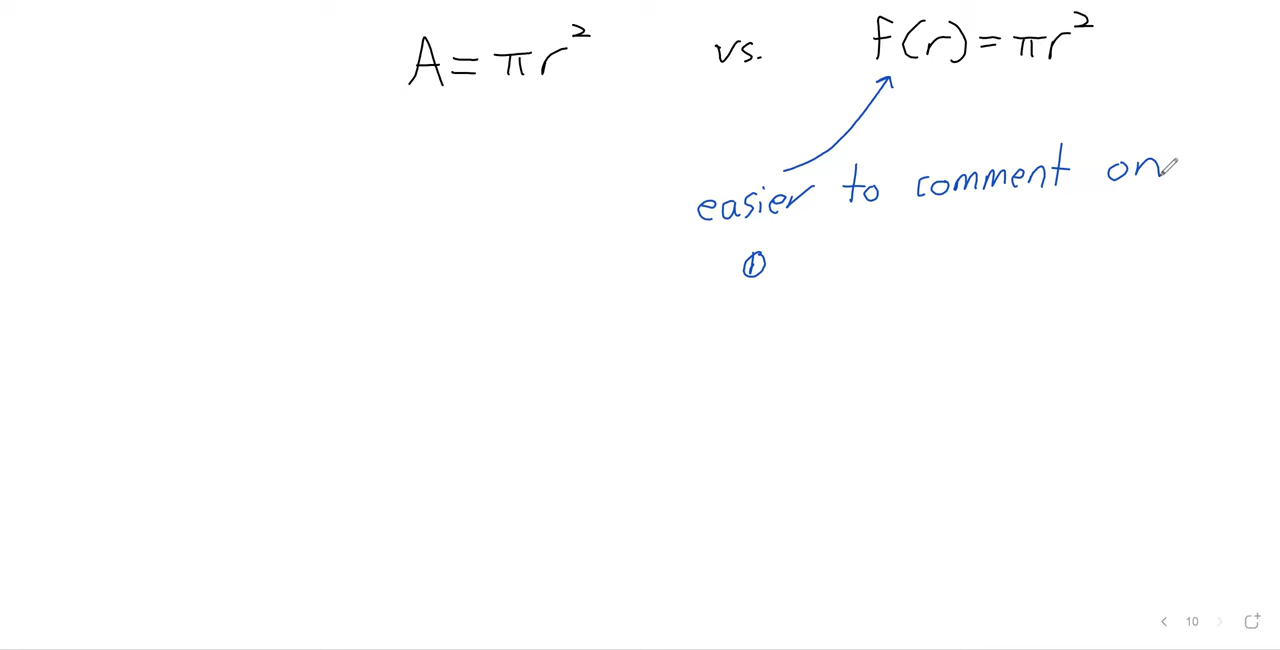 A = πr² vs. f(r) = πr²
easier to comment on
①
< 10 >